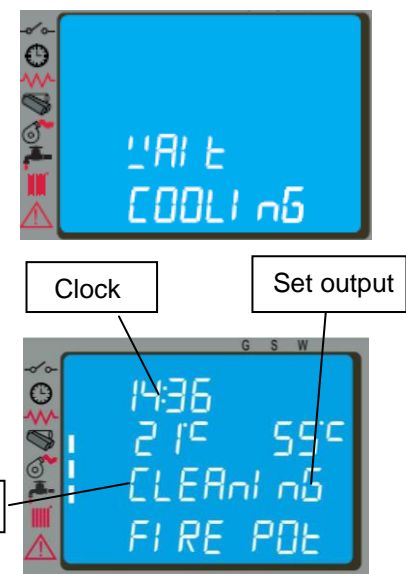 WAIt
COOLInG
Clock
Set output
G S W
14:36
21°C 55°C
CLEAnInG
FIRE POt